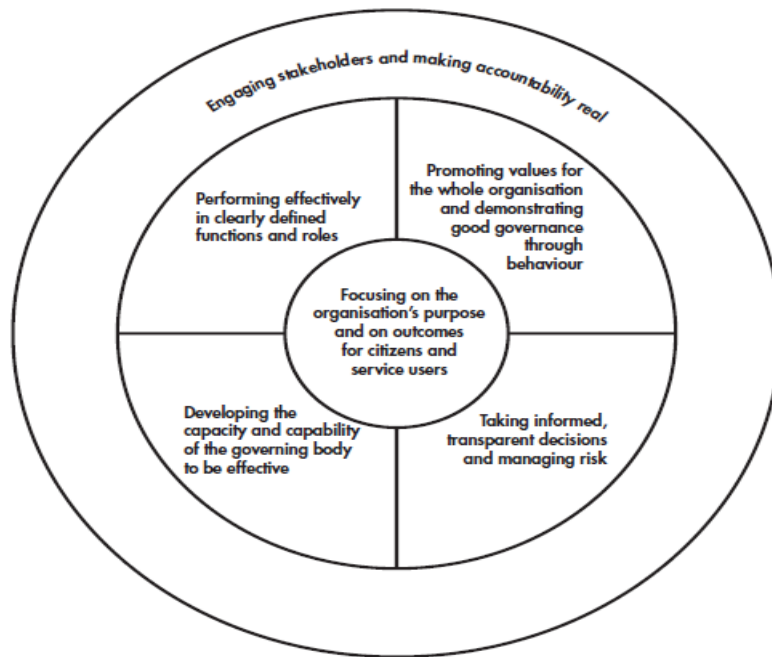 Engaging stakeholders and making accountability real
Performing effectively
in clearly defined
functions and roles
Promoting values for
the whole organisation
and demonstrating
good governance
through
behaviour
Focusing on the
organisation's purpose
and on outcomes
for citizens and
service users
Developing the
capacity and capability
of the governing body
to be effective
Taking informed,
transparent decisions
and managing risk